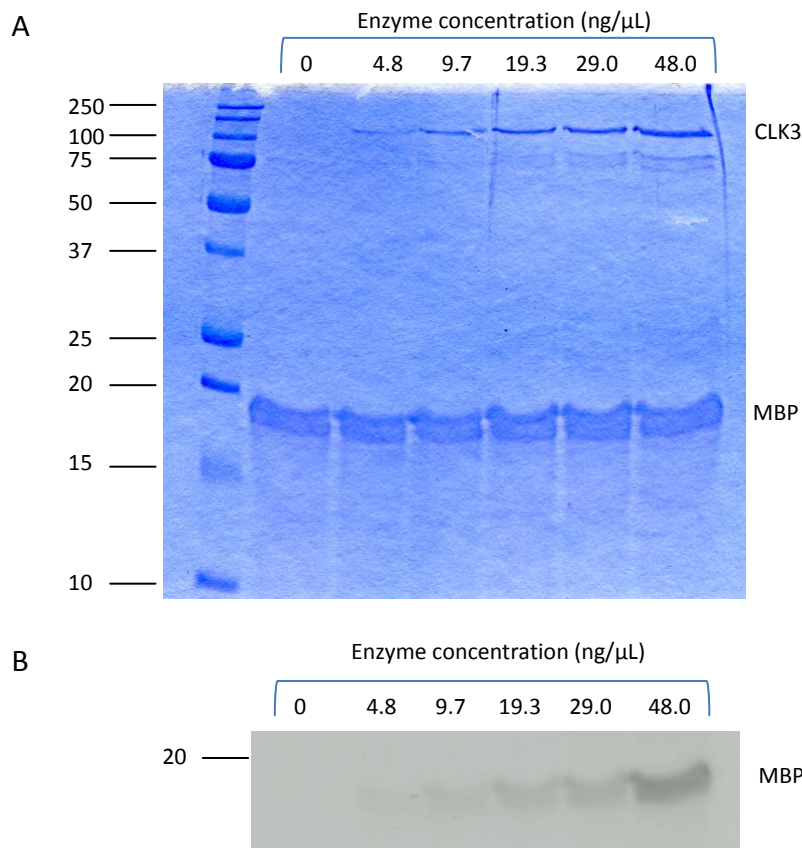 A
Enzyme concentration (ng/µL)
0 4.8 9.7 19.3 29.0 48.0
250
100
75
50
37
25
20
15
10
CLK3
MBP
B
Enzyme concentration (ng/µL)
0 4.8 9.7 19.3 29.0 48.0
20
MBP